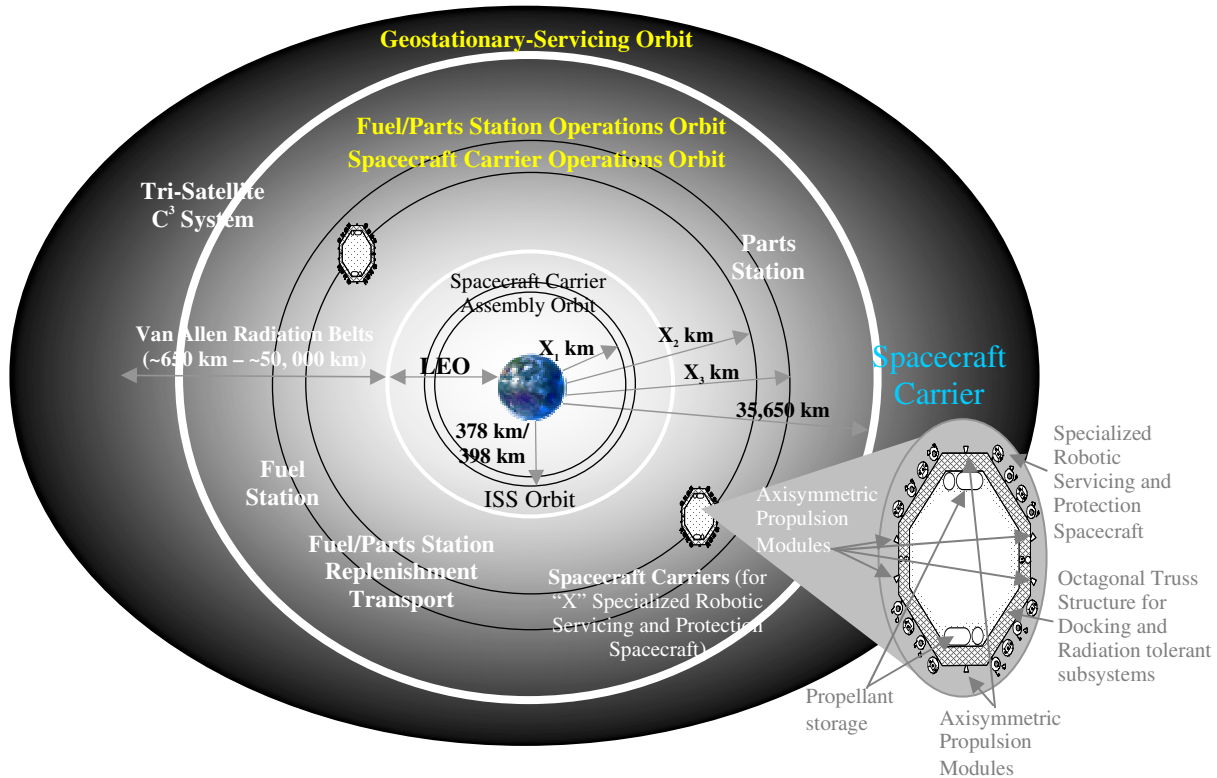 Geostationary-Servicing Orbit
Fuel/Parts Station Operations Orbit
Spacecraft Carrier Operations Orbit
Tri-Satellite
C³ System
Parts
Station
Spacecraft Carrier
Assembly Orbit
Van Allen Radiation Belts
(~650 km – ~50, 000 km)
LEO
X₁ km
X₂ km
X₃ km
35,650 km
Spacecraft
Carrier
378 km/
398 km
ISS Orbit
Fuel
Station
Fuel/Parts Station
Replenishment
Transport
Spacecraft Carriers (for
“X” Specialized Robotic
Servicing and Protection
Spacecraft)
Axisymmetric
Propulsion
Modules
Specialized
Robotic
Servicing and
Protection
Spacecraft
Octagonal Truss
Structure for
Docking and
Radiation tolerant
subsystems
Propellant
storage
Axisymmetric
Propulsion
Modules